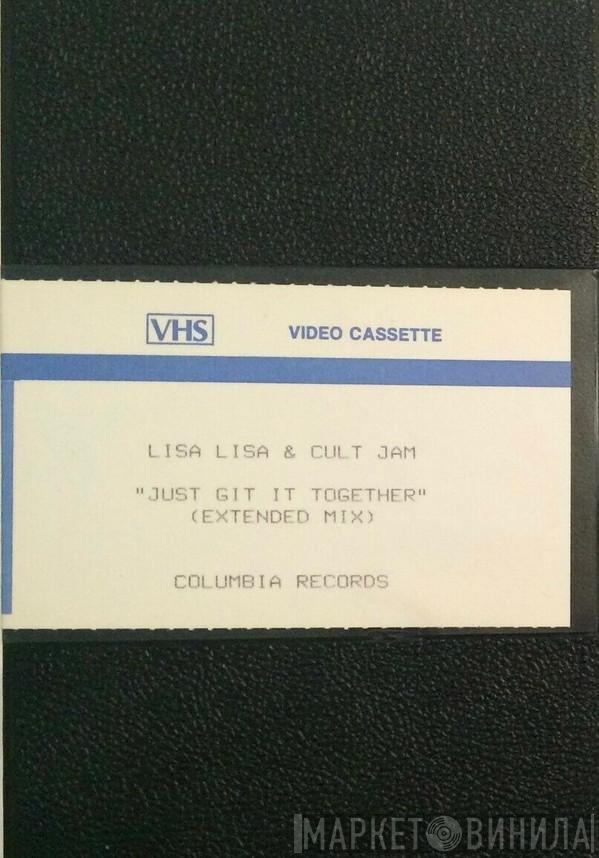 VHS VIDEO CASSETTE
LISA LISA & CULT JAM
"JUST GIT IT TOGETHER"
(EXTENDED MIX)
COLUMBIA RECORDS
МАРКЕТ ВИНИЛА